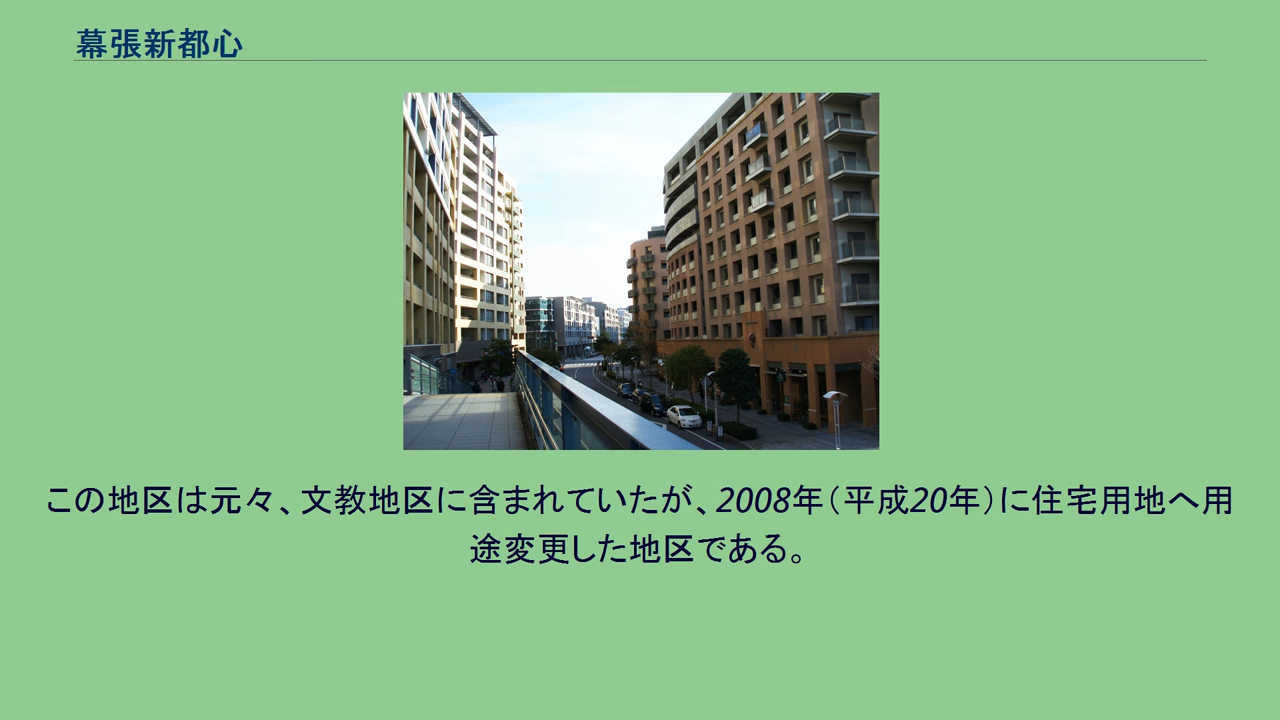 幕張新都心
この地区は元々、文教地区に含まれていたが、2008年（平成20年）に住宅用地へ用
途変更した地区である。